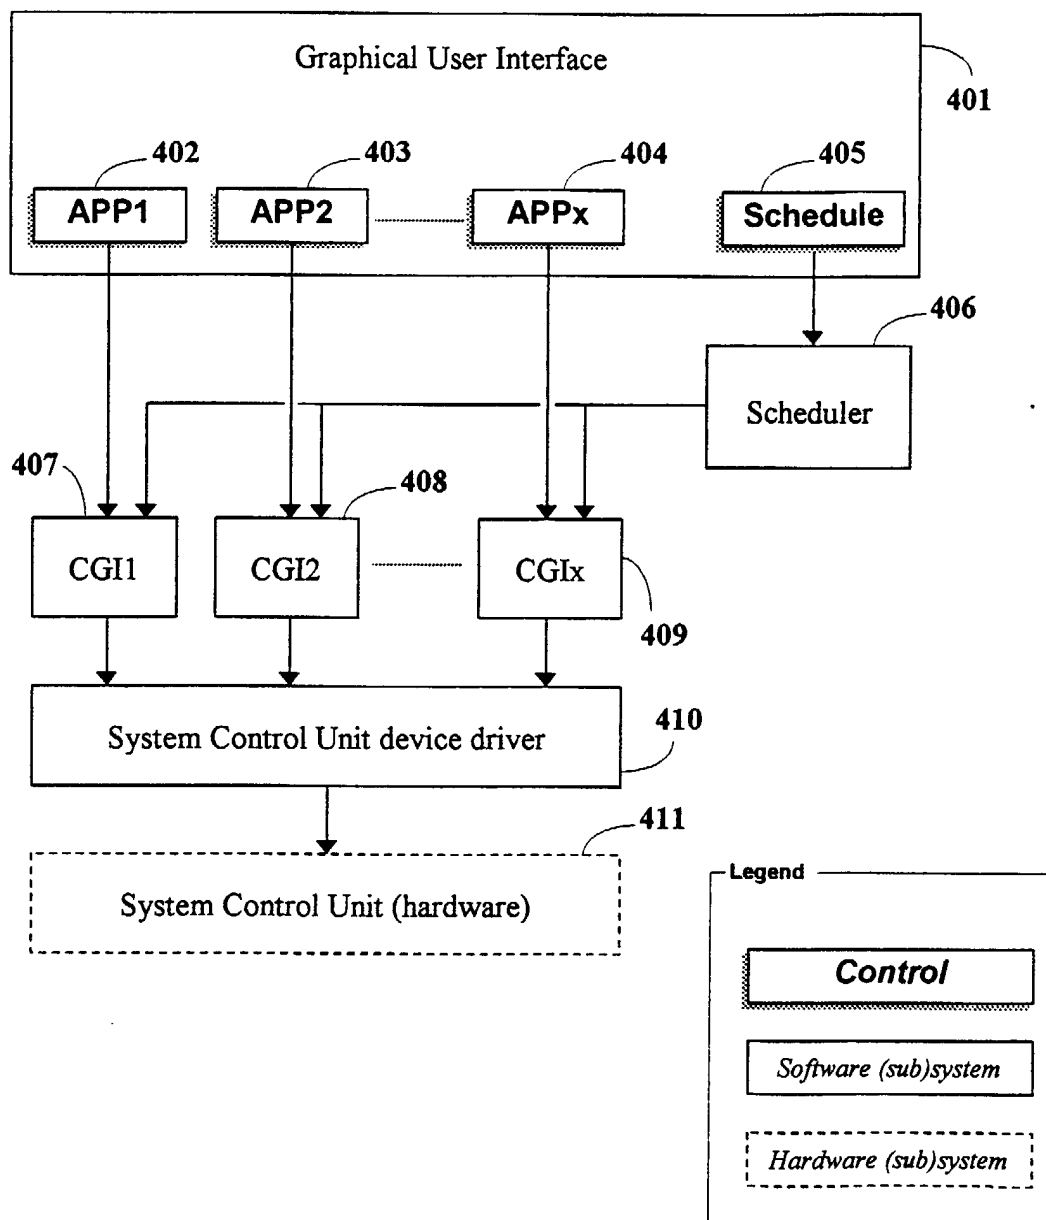 Graphical User Interface
401
402
403
404
405
APP1
APP2
APPx
Schedule
406
Scheduler
407
408
CGI1
CGI2
CGIx
409
System Control Unit device driver
410
411
System Control Unit (hardware)
Legend
Control
Software (sub)system
Hardware (sub)system